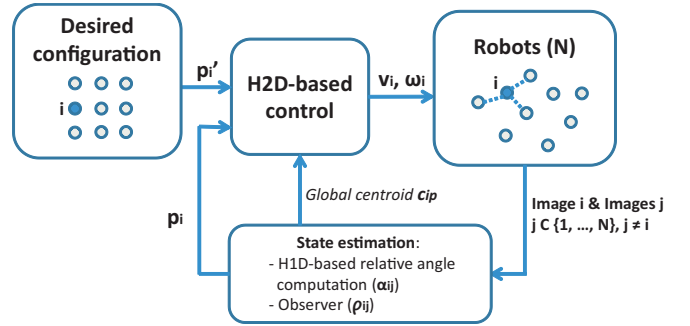 Desired
configuration
i
pi'
H2D-based
control
vi, ωi
Robots (N)
i
Image i & Images j
j C {1, …, N}, j ≠ i
Global centroid cip
pi
State estimation:
- H1D-based relative angle
computation (αij)
- Observer (ρij)